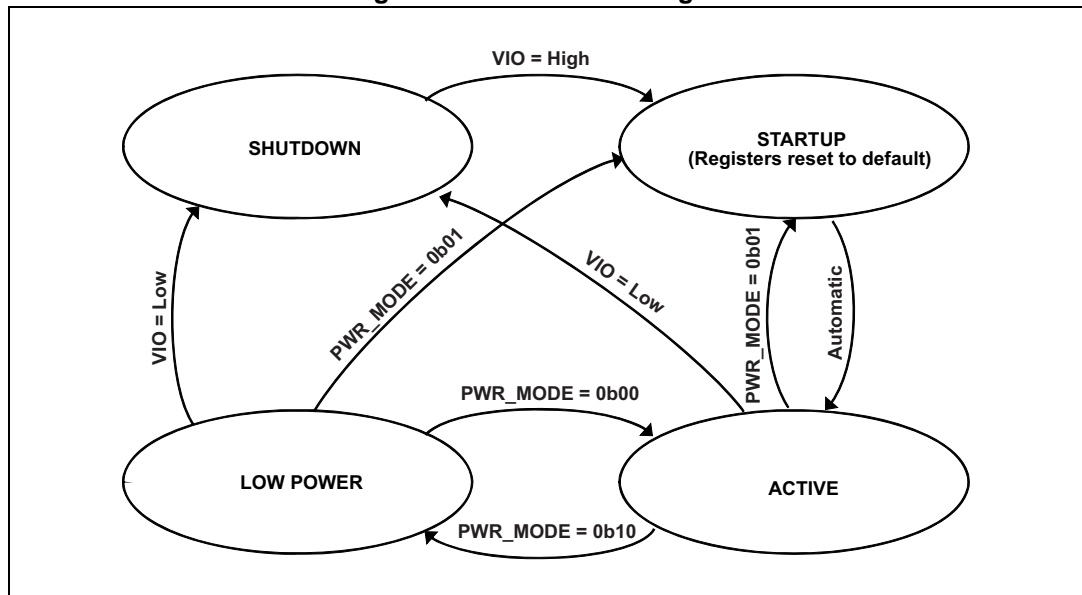 VIO = High
SHUTDOWN
STARTUP
(Registers reset to default)
VIO = Low
PWR_MODE = 0b01
VIO = Low
PWR_MODE = 0b01
Automatic
PWR_MODE = 0b00
LOW POWER
ACTIVE
PWR_MODE = 0b10